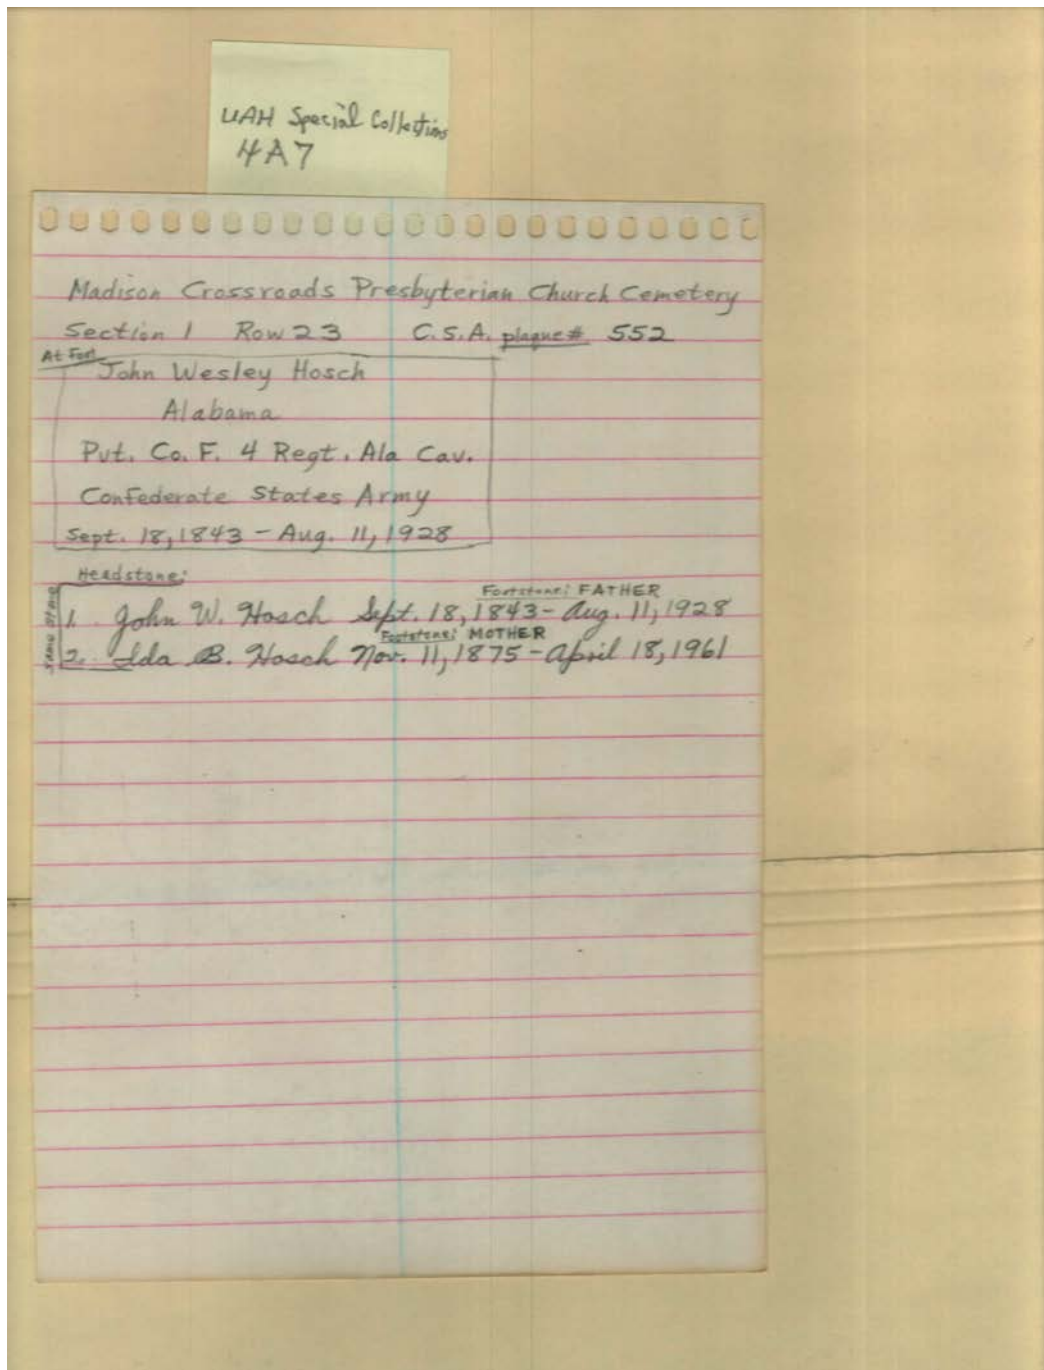 UAH Special Collections
4A7
Madison Crossroads Presbyterian Church Cemetery
Section 1 Row 23 C.S.A. plaque# 552
At Foot
John Wesley Hosch
Alabama
Pvt. Co. F. 4 Regt. Ala Cav.
Confederate States Army
Sept. 18, 1843 - Aug. 11, 1928
Headstone:
Footstone: FATHER
1. John W. Hosch Sept. 18, 1843 - Aug. 11, 1928
Footstone: MOTHER
2. Ida B. Hosch Nov. 11, 1875 - April 18, 1961
same stone